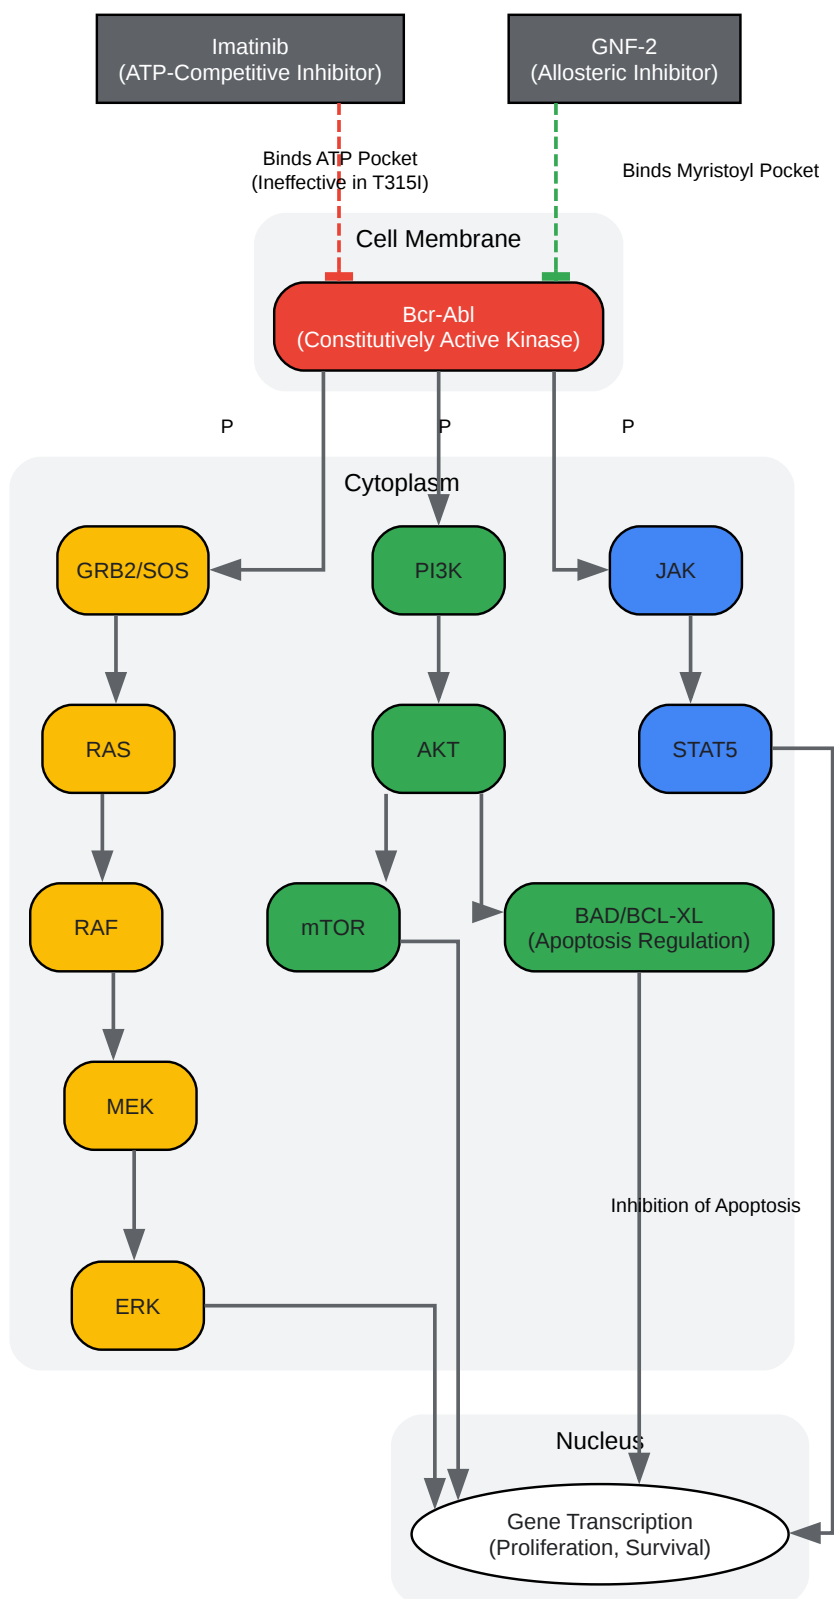 Imatinib
(ATP-Competitive Inhibitor)
GNF-2
(Allosteric Inhibitor)
Binds ATP Pocket
(Ineffective in T315I)
Binds Myristoyl Pocket
Cell Membrane
Bcr-Abl
(Constitutively Active Kinase)
P
P
P
Cytoplasm
GRB2/SOS
PI3K
JAK
RAS
AKT
STAT5
RAF
mTOR
BAD/BCL-XL
(Apoptosis Regulation)
MEK
Inhibition of Apoptosis
ERK
Nucleus
Gene Transcription
(Proliferation, Survival)